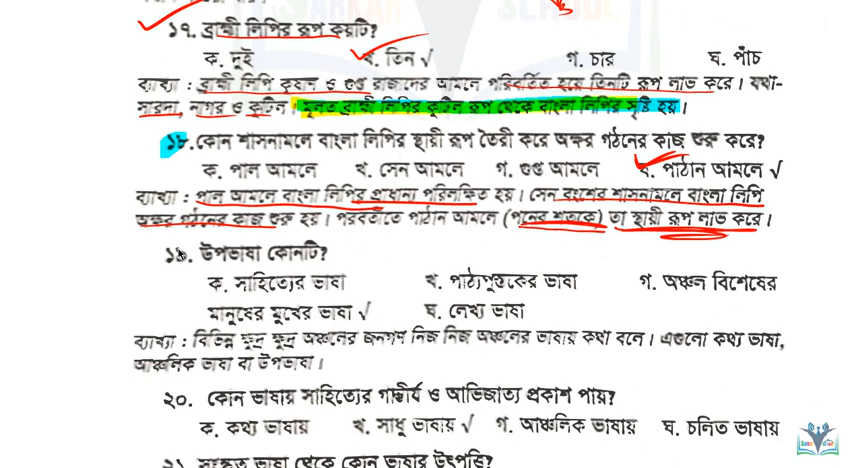 ১৭. ব্রাহ্মী লিপির রূপ কয়টি?
ক. দুই খ. তিন √ গ. চার ঘ. পাঁচ
ব্যাখ্যা : ব্রাহ্মী লিপি কুষান ও গুপ্ত রাজাদের আমলে পরিবর্তিত হয়ে তিনটি রূপ লাভ করে। যথা-
সারদা, নাগর ও কুটিল। মূলত ব্রাহ্মী লিপির কুটিল রূপ থেকে বাংলা লিপির সৃষ্টি হয়।
১৮. কোন শাসনামলে বাংলা লিপির স্থায়ী রূপ তৈরী করে অক্ষর গঠনের কাজ শুরু করে?
ক. পাল আমলে খ. সেন আমলে গ. গুপ্ত আমলে ঘ. পাঠান আমলে √
ব্যাখ্যা : পাল আমলে বাংলা লিপির প্রাধান্য পরিলক্ষিত হয়। সেন বংশের শাসনামলে বাংলা লিপি
অক্ষর গঠনের কাজ শুরু হয়। পরবর্তীতে পাঠান আমলে (পনের শতকে) তা স্থায়ী রূপ লাভ করে।
১৯. উপভাষা কোনটি?
ক. সাহিত্যের ভাষা খ. পাঠ্যপুস্তকের ভাষা গ. অঞ্চল বিশেষের
মানুষের মুখের ভাষা √ ঘ. লেখ্য ভাষা
ব্যাখ্যা : বিভিন্ন ক্ষুদ্র ক্ষুদ্র অঞ্চলের জনগণ নিজ নিজ অঞ্চলের ভাষায় কথা বলে। এগুলো কথ্য ভাষা,
আঞ্চলিক ভাষা বা উপভাষা।
২০. কোন ভাষায় সাহিত্যের গাম্ভীর্য ও আভিজাত্য প্রকাশ পায়?
ক. কথ্য ভাষায় খ. সাধু ভাষায় √ গ. আঞ্চলিক ভাষায় ঘ. চলিত ভাষায়
২১. সংস্কৃত ভাষা থেকে কোন ভাষার উৎপত্তি?